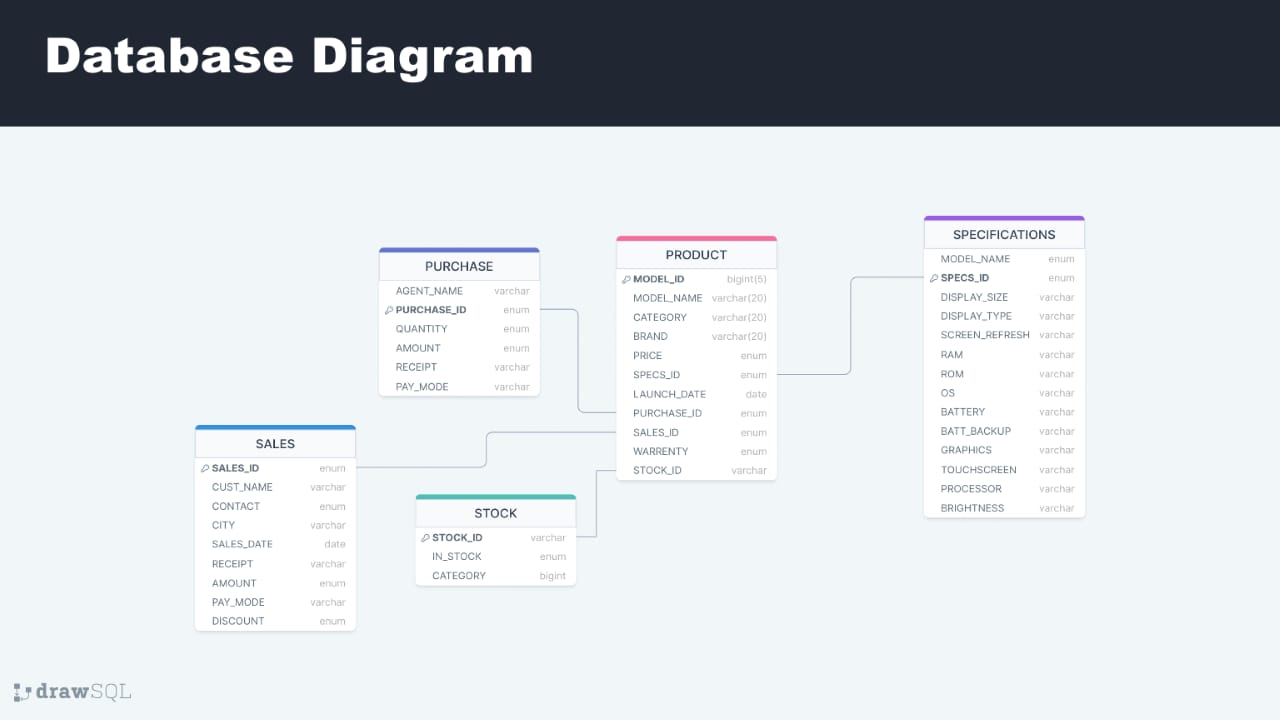 Database Diagram
PURCHASE
AGENT_NAME varchar
PURCHASE_ID enum
QUANTITY enum
AMOUNT enum
RECEIPT varchar
PAY_MODE varchar
PRODUCT
MODEL_ID bigint(5)
MODEL_NAME varchar(20)
CATEGORY varchar(20)
BRAND varchar(20)
PRICE enum
SPECS_ID enum
LAUNCH_DATE date
PURCHASE_ID enum
SALES_ID enum
WARRENTY enum
STOCK_ID varchar
SPECIFICATIONS
MODEL_NAME enum
SPECS_ID enum
DISPLAY_SIZE varchar
DISPLAY_TYPE varchar
SCREEN_REFRESH varchar
RAM varchar
ROM varchar
OS varchar
BATTERY varchar
BATT_BACKUP varchar
GRAPHICS varchar
TOUCHSCREEN varchar
PROCESSOR varchar
BRIGHTNESS varchar
SALES
SALES_ID enum
CUST_NAME varchar
CONTACT enum
CITY varchar
SALES_DATE date
RECEIPT varchar
AMOUNT enum
PAY_MODE varchar
DISCOUNT enum
STOCK
STOCK_ID varchar
IN_STOCK enum
CATEGORY bigint
drawSQL